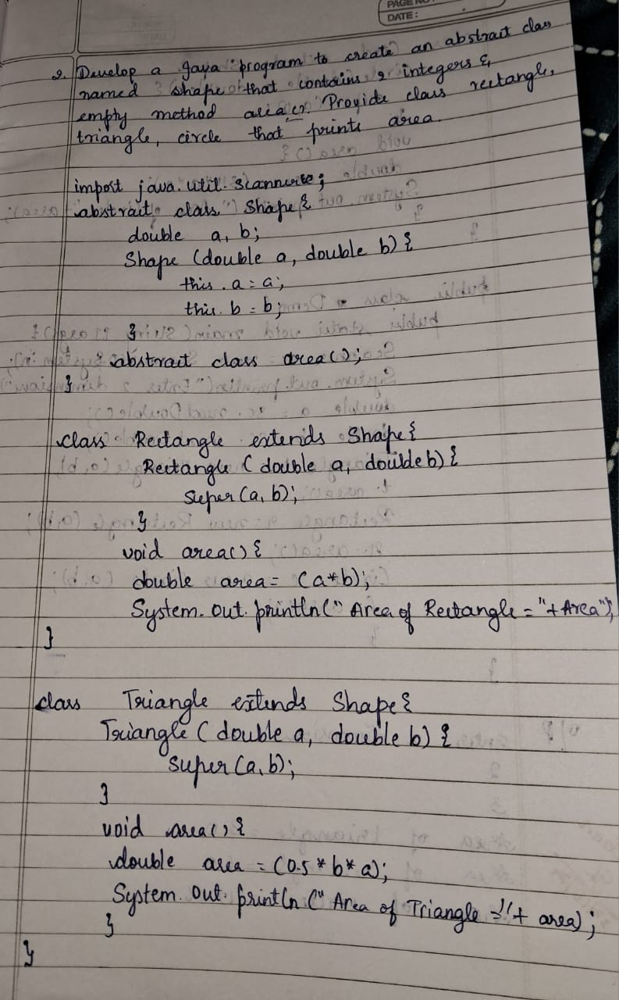 PAGE NO
DATE:
2. Develop a java program to create an abstract class
named shape that contains 2 integers &
empty method area(). Provide class rectangle,
triangle, circle that prints area.
import java.util.
abstract class Shape {
double a, b;
Shape (double a, double b) {
this.a = a;
this.b = b;
}
abstract class area();
}
class Rectangle extends Shape {
Rectangle (double a, double b) {
super(a, b);
}
void area() {
double area = (a*b);
System.out.println(" Area of Rectangle = "+ Area");
}
class Triangle extends Shape {
Triangle (double a, double b) {
super(a, b);
}
void area() {
double area = (0.5 * b * a);
System.out.println (" Area of Triangle = "+ area);
}
}